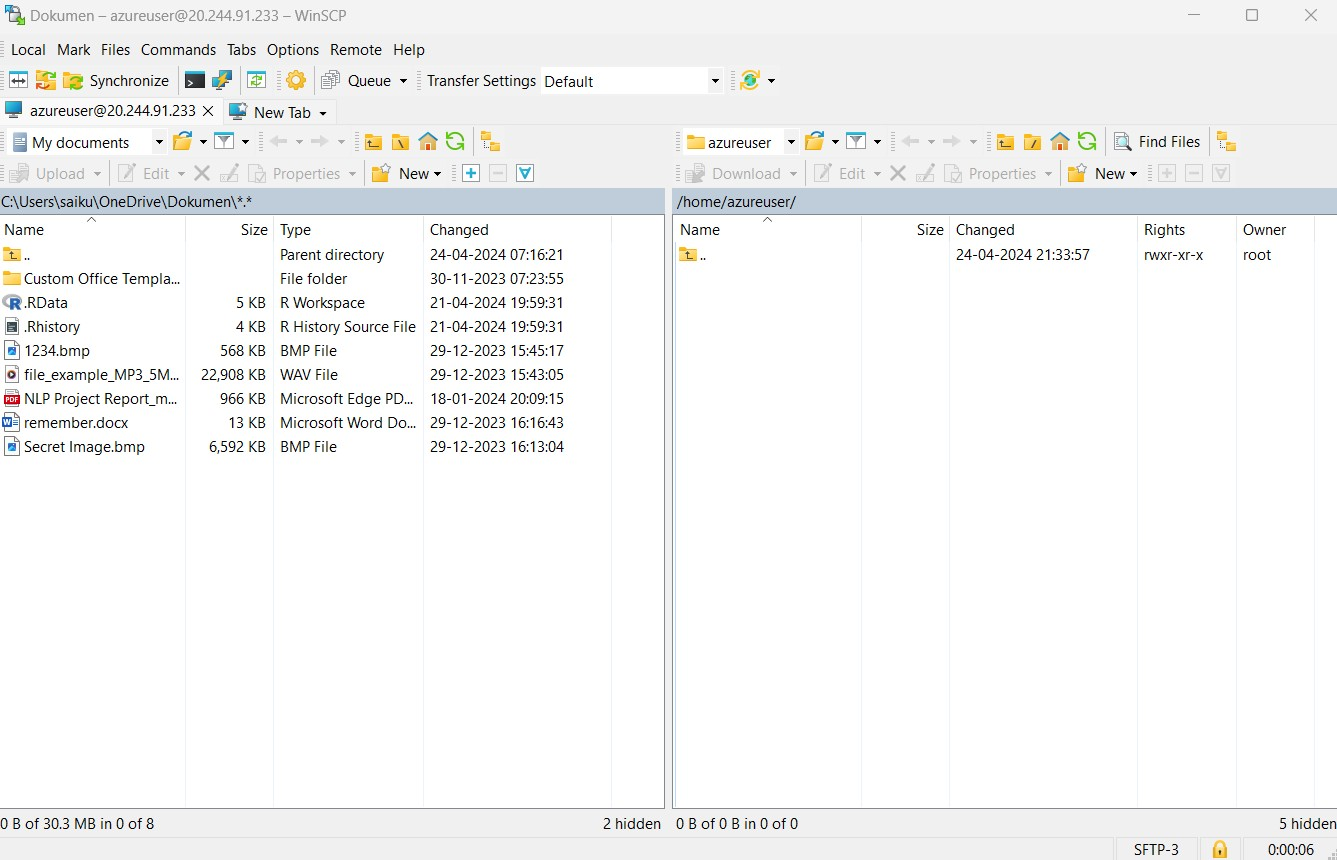 Dokumen – azureuser@20.244.91.233 – WinSCP
Local Mark Files Commands Tabs Options Remote Help
Synchronize Queue Transfer Settings Default
azureuser@20.244.91.233 New Tab
My documents
Upload Edit Properties New
C:\Users\saiku\OneDrive\Dokumen\*.*
Name Size Type Changed
.. Parent directory 24-04-2024 07:16:21
Custom Office Templa... File folder 30-11-2023 07:23:55
.RData 5 KB R Workspace 21-04-2024 19:59:31
.Rhistory 4 KB R History Source File 21-04-2024 19:59:31
1234.bmp 568 KB BMP File 29-12-2023 15:45:17
file_example_MP3_5M... 22,908 KB WAV File 29-12-2023 15:43:05
NLP Project Report_m... 966 KB Microsoft Edge PD... 18-01-2024 20:09:15
remember.docx 13 KB Microsoft Word Do... 29-12-2023 16:16:43
Secret Image.bmp 6,592 KB BMP File 29-12-2023 16:13:04
0 B of 30.3 MB in 0 of 8 2 hidden
azureuser Find Files
Download Edit Properties New
/home/azureuser/
Name Size Changed Rights Owner
.. 24-04-2024 21:33:57 rwxr-xr-x root
0 B of 0 B in 0 of 0 5 hidden
SFTP-3 0:00:06